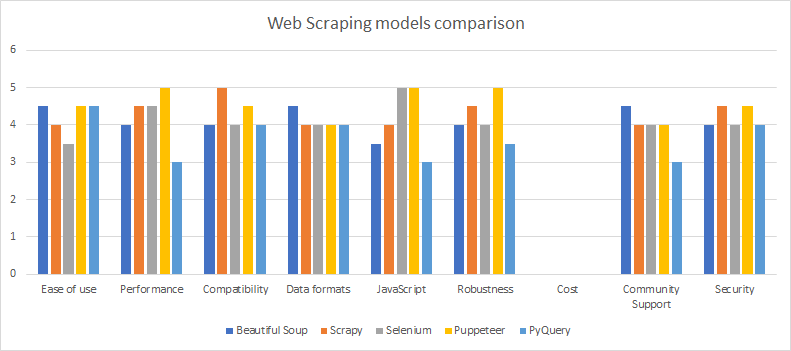 Web Scraping models comparison
6
5
4
3
2
1
0
Ease of use Performance Compatibility Data formats JavaScript Robustness Cost Community Support Security
Beautiful Soup Scrapy Selenium Puppeteer PyQuery